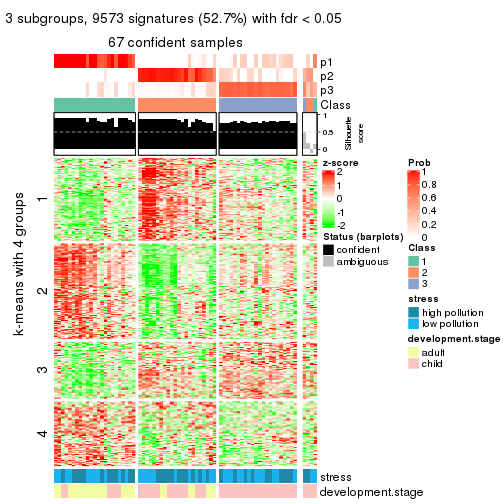 3 subgroups, 9573 signatures (52.7%) with fdr < 0.05
67 confident samples
p1
p2
p3
Class
1
0.5
0
Silhouette
score
k-means with 4 groups
1
2
3
4
z-score
2
1
0
-1
-2
Status (barplots)
confident
ambiguous
Prob
1
0.8
0.6
0.4
0.2
0
Class
1
2
3
stress
high pollution
low pollution
development.stage
adult
child
stress
development.stage